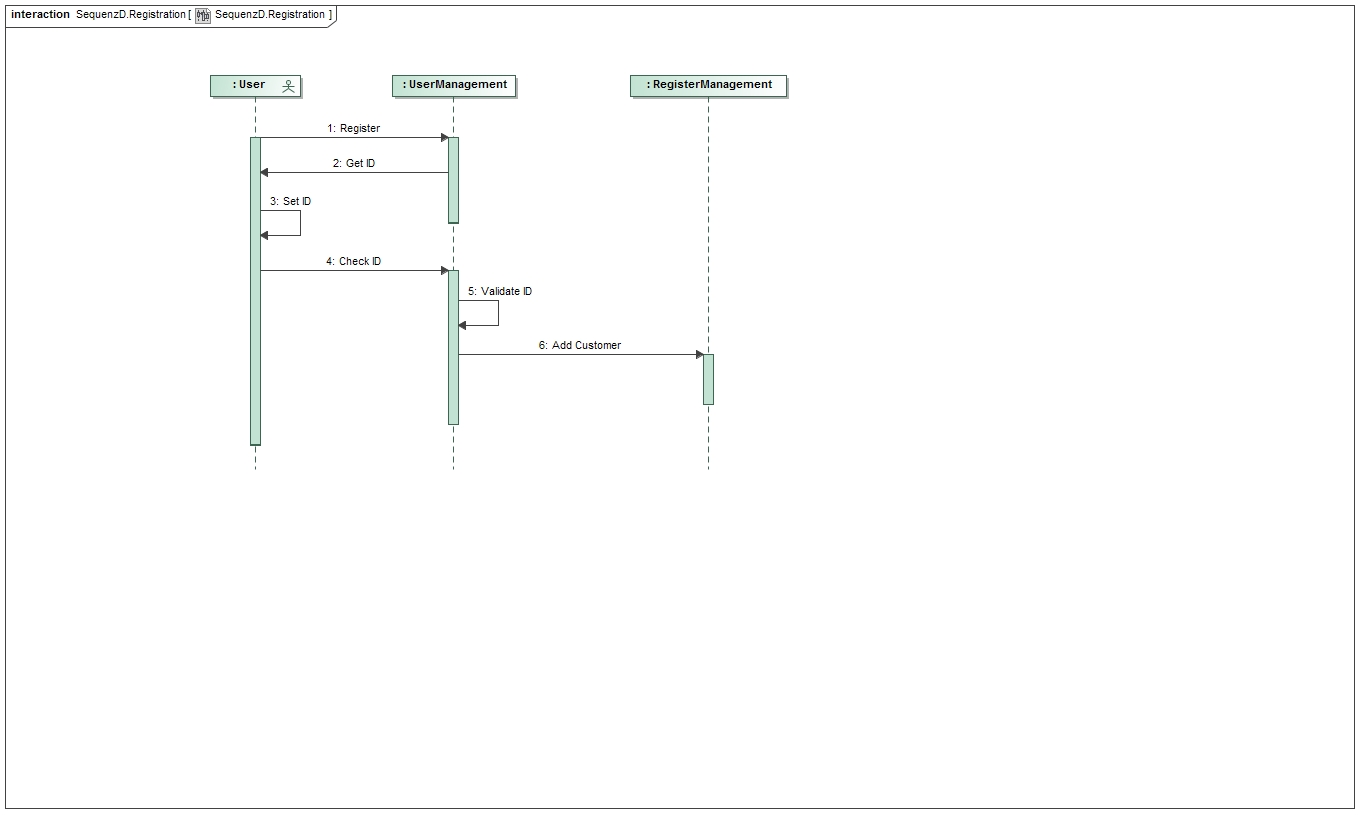 interaction SequenzD.Registration [ SequenzD.Registration ]
: User
: UserManagement
: RegisterManagement
1: Register
2: Get ID
3: Set ID
4: Check ID
5: Validate ID
6: Add Customer